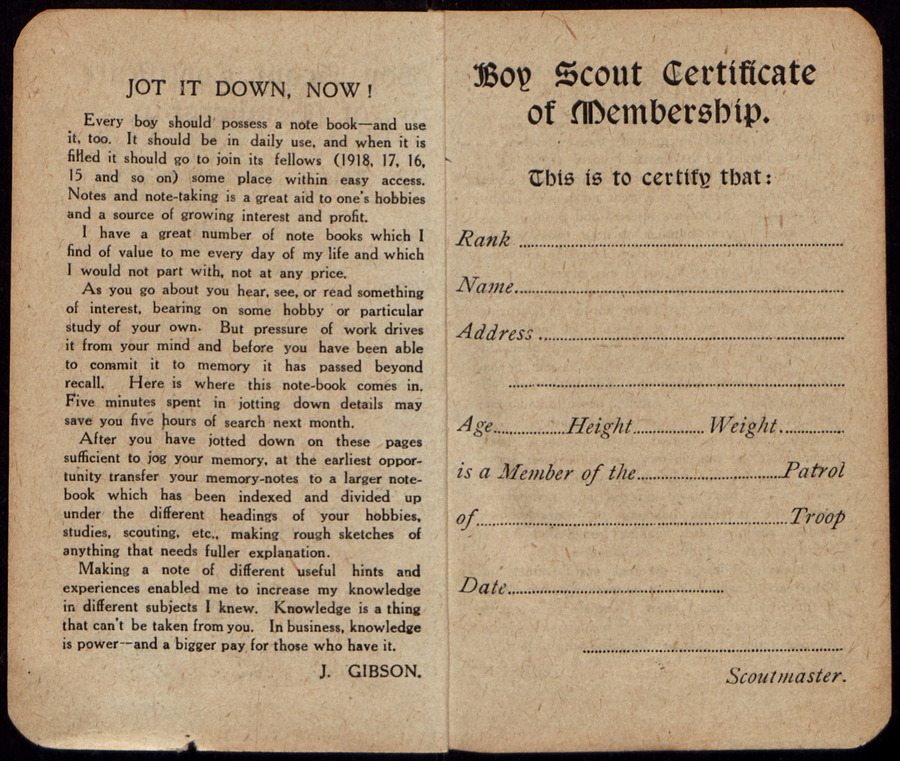 JOT IT DOWN, NOW!
Every boy should possess a note book—and use
it, too. It should be in daily use, and when it is
filled it should go to join its fellows (1918, 17, 16,
15 and so on) some place within easy access.
Notes and note-taking is a great aid to one's hobbies
and a source of growing interest and profit.
I have a great number of note books which I
find of value to me every day of my life and which
I would not part with, not at any price.
As you go about you hear, see, or read something
of interest, bearing on some hobby or particular
study of your own. But pressure of work drives
it from your mind and before you have been able
to commit it to memory it has passed beyond
recall. Here is where this note-book comes in.
Five minutes spent in jotting down details may
save you five hours of search next month.
After you have jotted down on these pages
sufficient to jog your memory, at the earliest oppor-
tunity transfer your memory-notes to a larger note-
book which has been indexed and divided up
under the different headings of your hobbies,
studies, scouting, etc., making rough sketches of
anything that needs fuller explanation.
Making a note of different useful hints and
experiences enabled me to increase my knowledge
in different subjects I knew. Knowledge is a thing
that can't be taken from you. In business, knowledge
is power—and a bigger pay for those who have it.
J. GIBSON.
Boy Scout Certificate
of Membership.
This is to certify that:
Rank
Name
Address
Age Height Weight
is a Member of the Patrol
of Troop
Date
Scoutmaster.